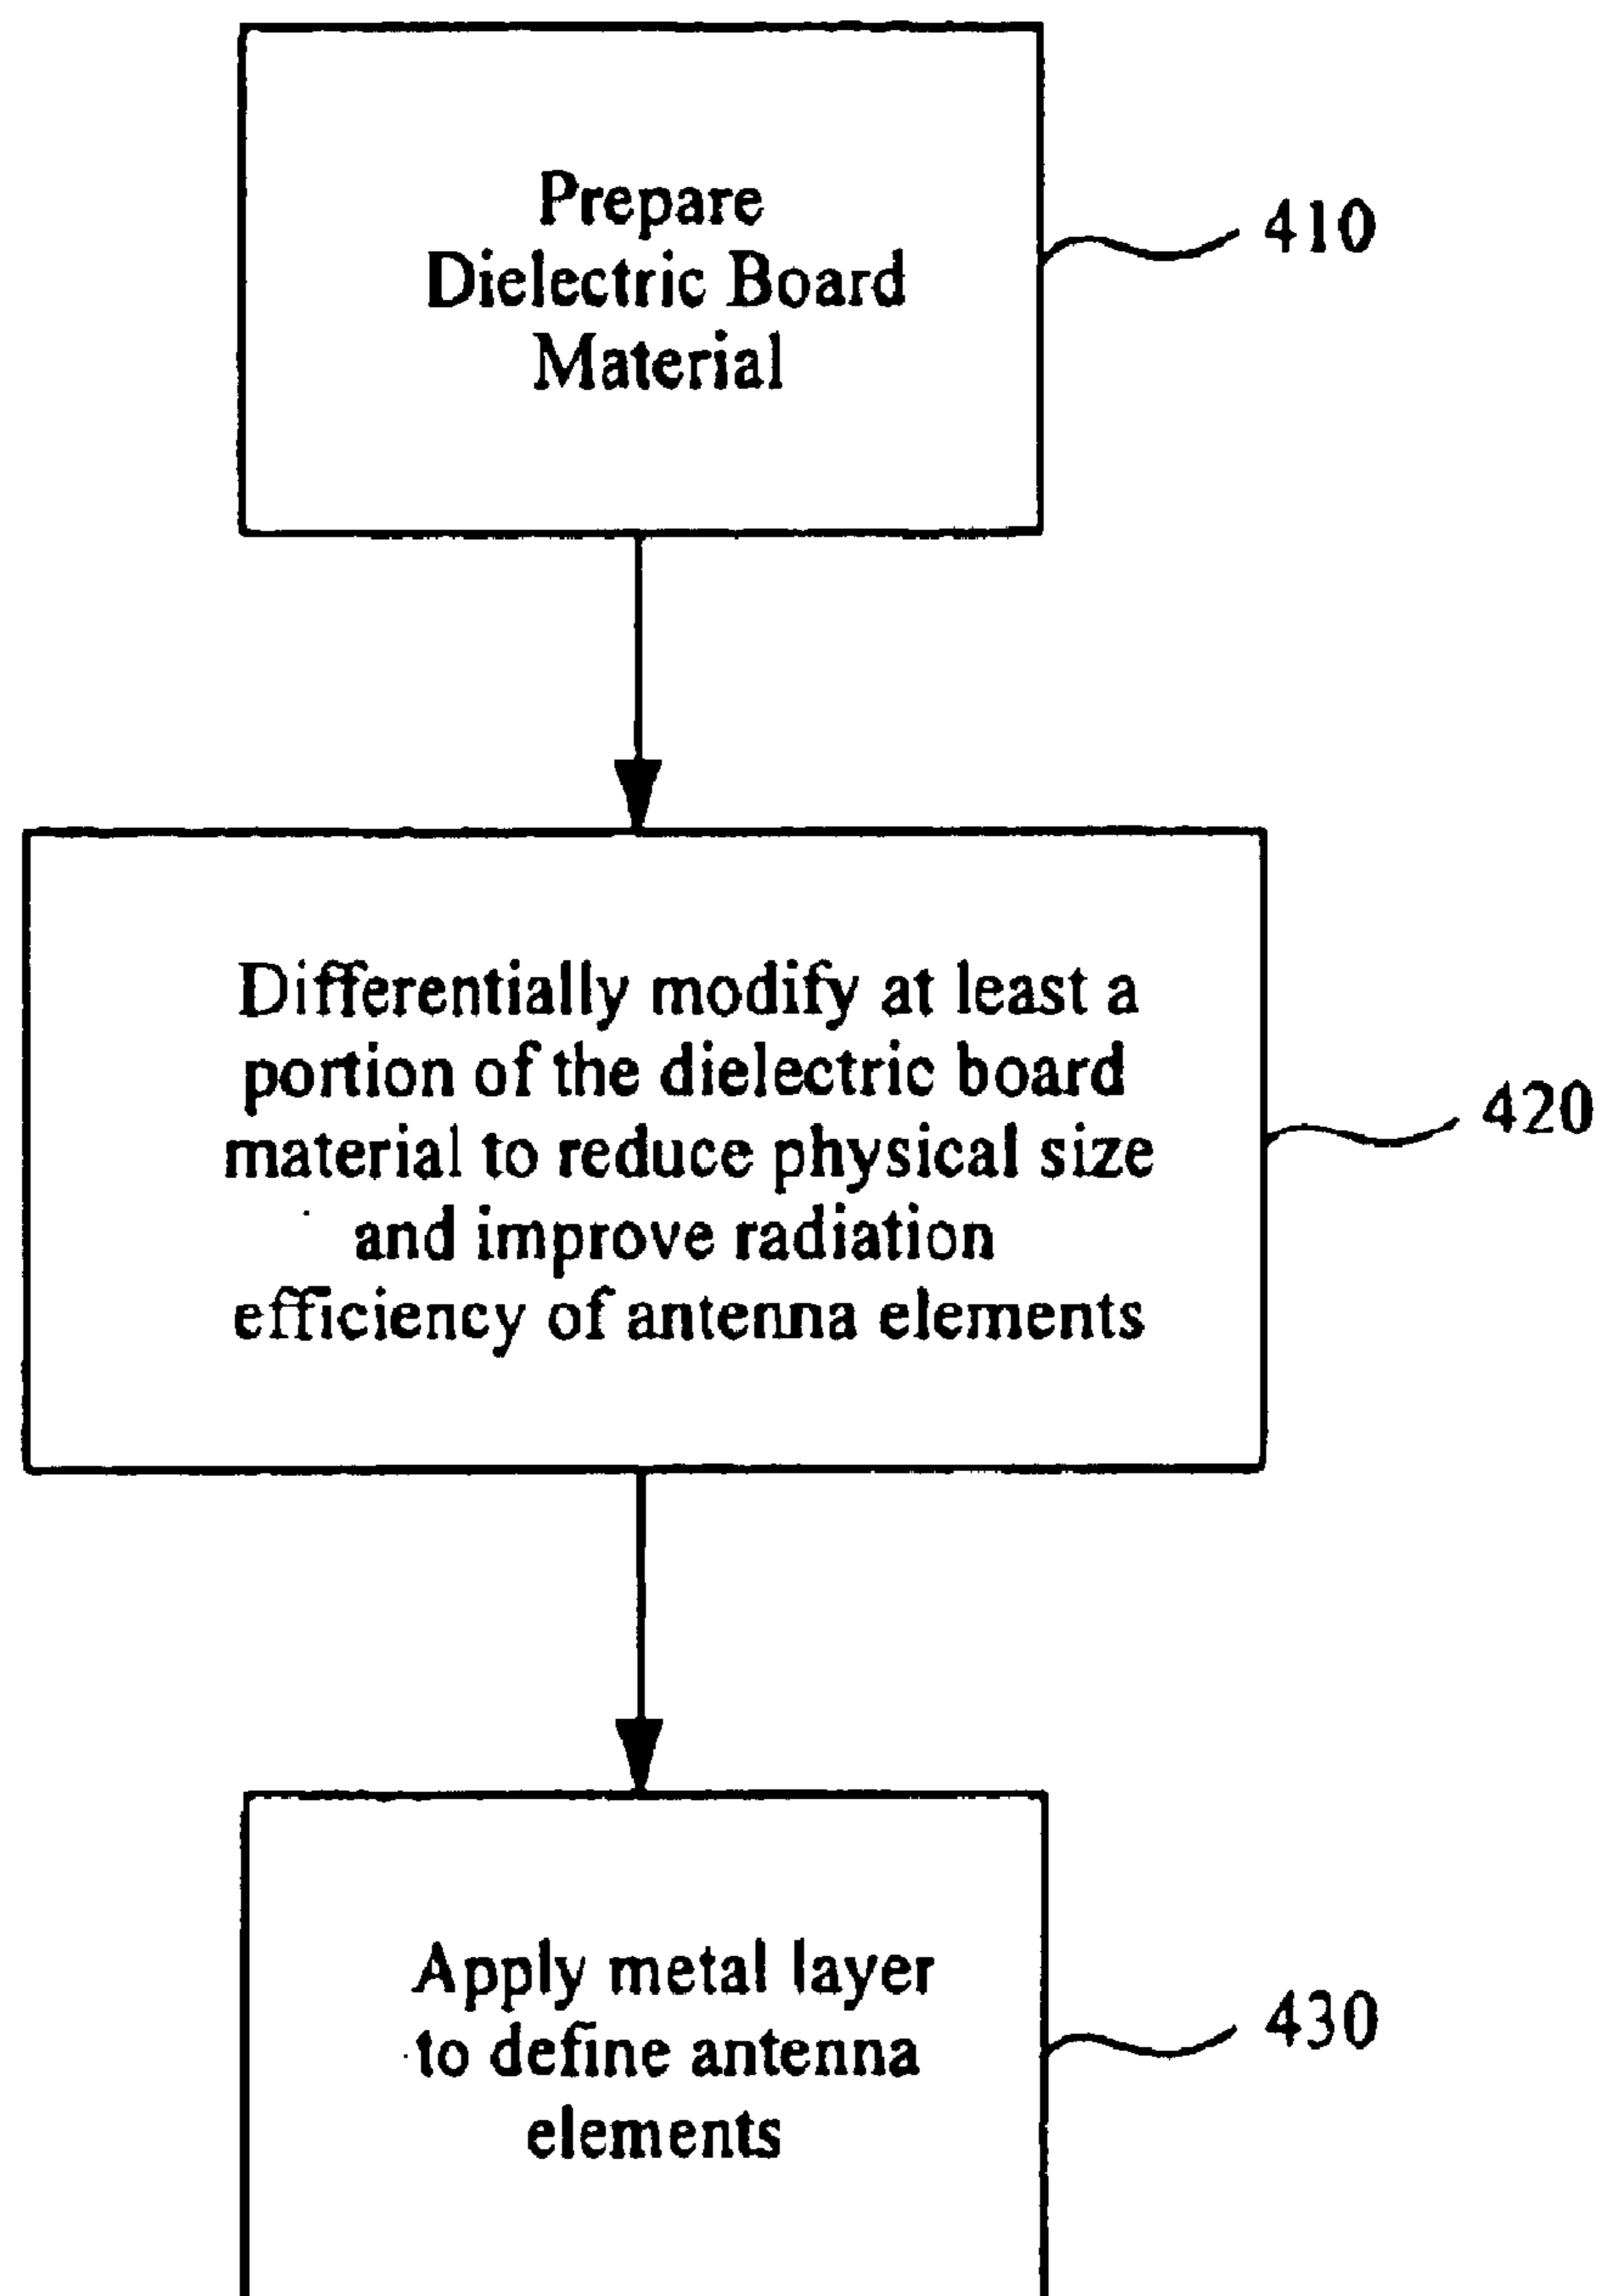 Prepare
Dielectric Board
Material
410
Differentially modify at least a
portion of the dielectric board
material to reduce physical size
and improve radiation
efficiency of antenna elements
420
Apply metal layer
to define antenna
elements
430